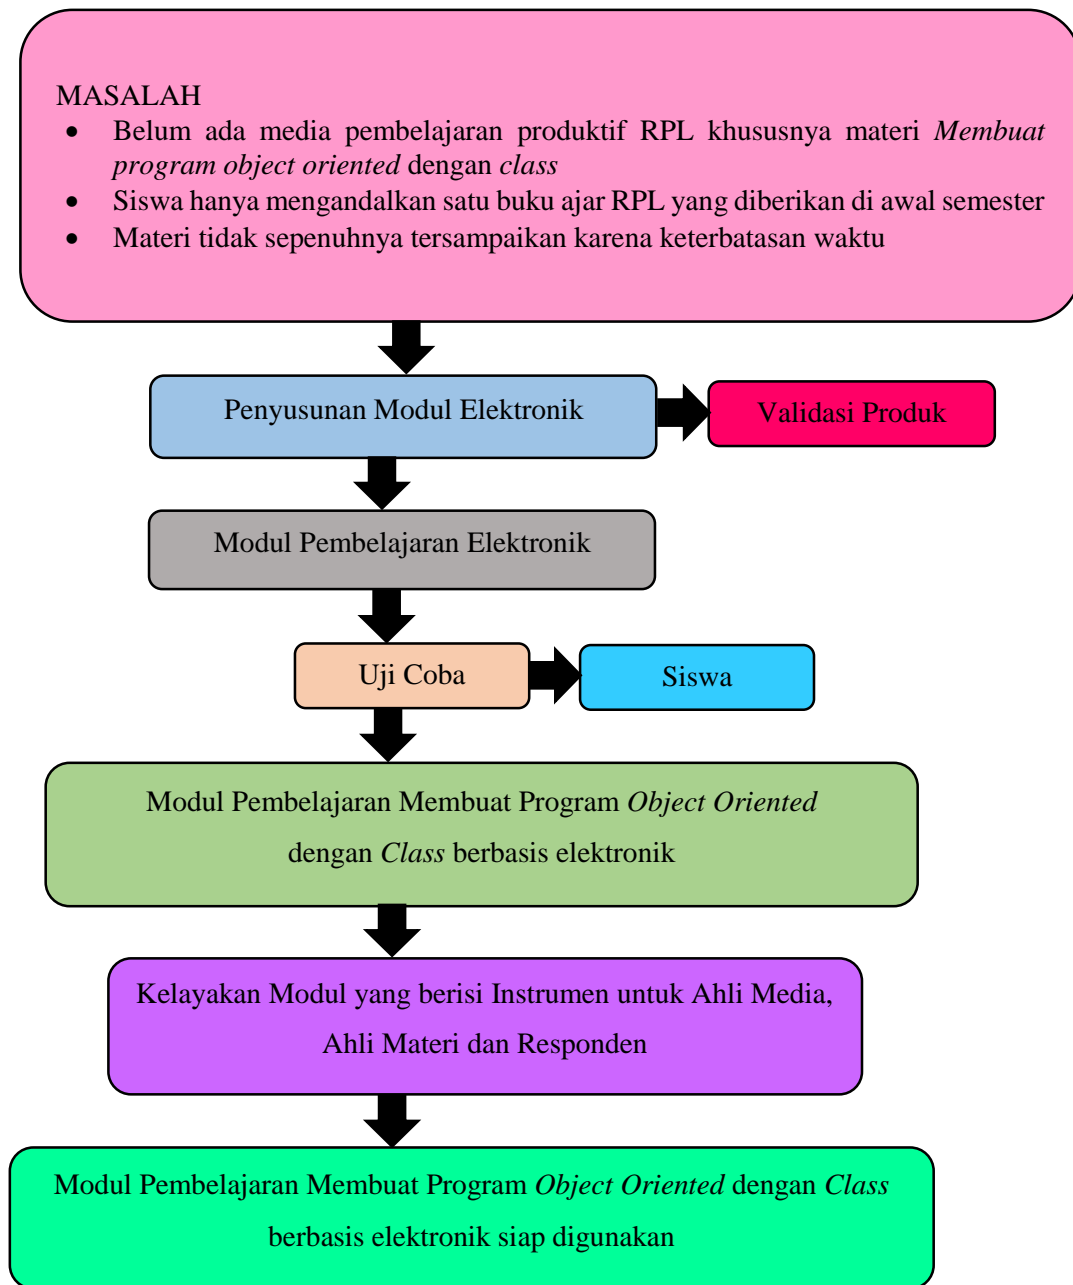 MASALAH
• Belum ada media pembelajaran produktif RPL khususnya materi Membuat
program object oriented dengan class
• Siswa hanya mengandalkan satu buku ajar RPL yang diberikan di awal semester
• Materi tidak sepenuhnya tersampaikan karena keterbatasan waktu
Penyusunan Modul Elektronik
Validasi Produk
Modul Pembelajaran Elektronik
Uji Coba
Siswa
Modul Pembelajaran Membuat Program Object Oriented
dengan Class berbasis elektronik
Kelayakan Modul yang berisi Instrumen untuk Ahli Media,
Ahli Materi dan Responden
Modul Pembelajaran Membuat Program Object Oriented dengan Class
berbasis elektronik siap digunakan